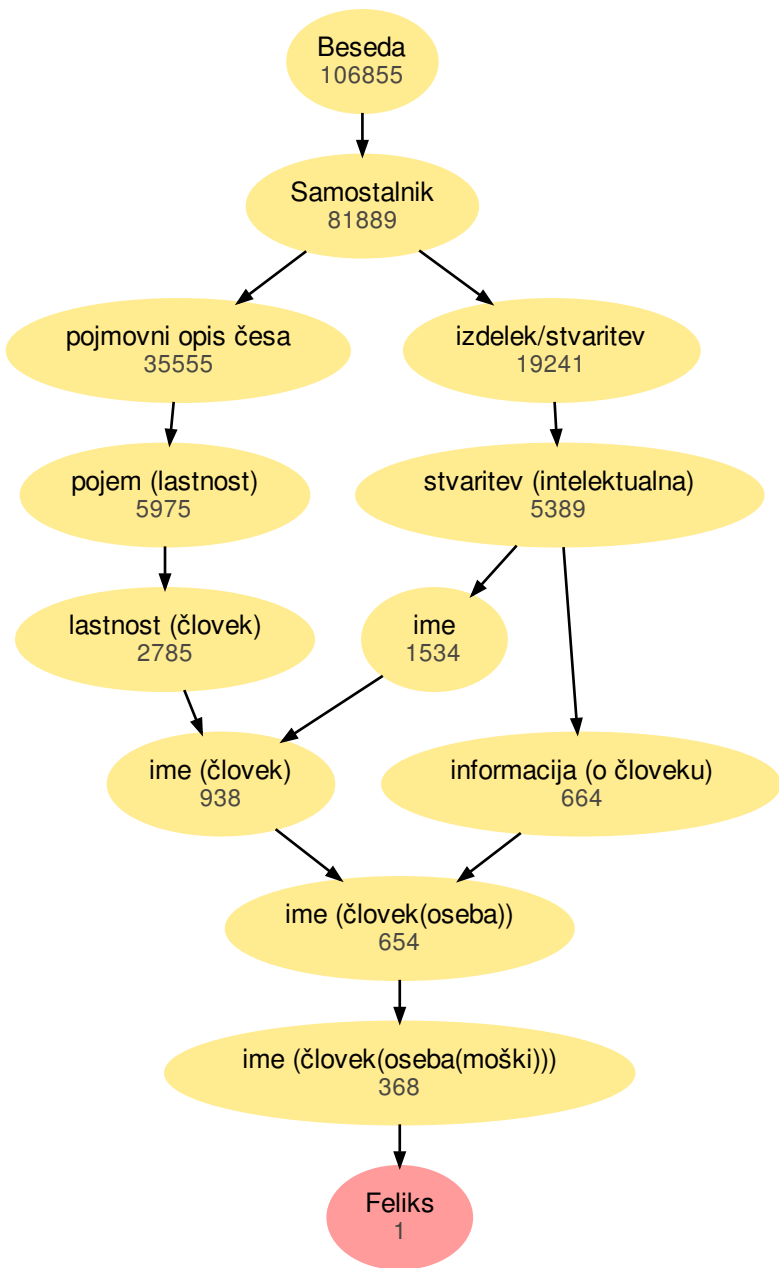 Beseda
106855
Samostalnik
81889
pojmovni opis česa
35555
izdelek/stvaritev
19241
pojem (lastnost)
5975
stvaritev (intelektualna)
5389
lastnost (človek)
2785
ime
1534
ime (človek)
938
informacija (o človeku)
664
ime (človek(oseba))
654
ime (človek(oseba(moški)))
368
Feliks
1